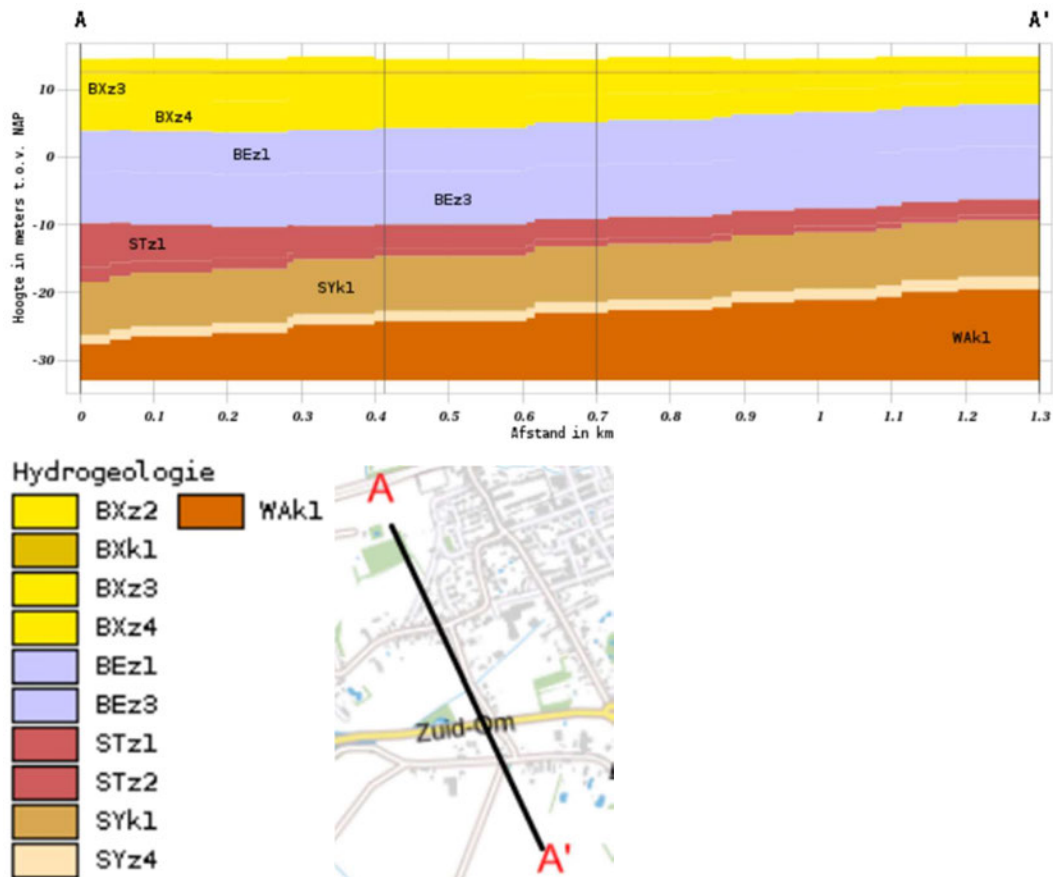 A A'
Hoogte in meters t.o.v. NAP
10
0
-10
-20
-30
BXz3
BXz4
BEz1
BEz3
STz1
SYk1
WAk1
0 0.1 0.2 0.3 0.4 0.5 0.6 0.7 0.8 0.9 1 1.1 1.2 1.3
Afstand in km
Hydrogeologie
BXz2 WAk1
BXk1
BXz3
BXz4
BEz1
BEz3
STz1
STz2
SYk1
SYz4
A
Zuid-Om
A'